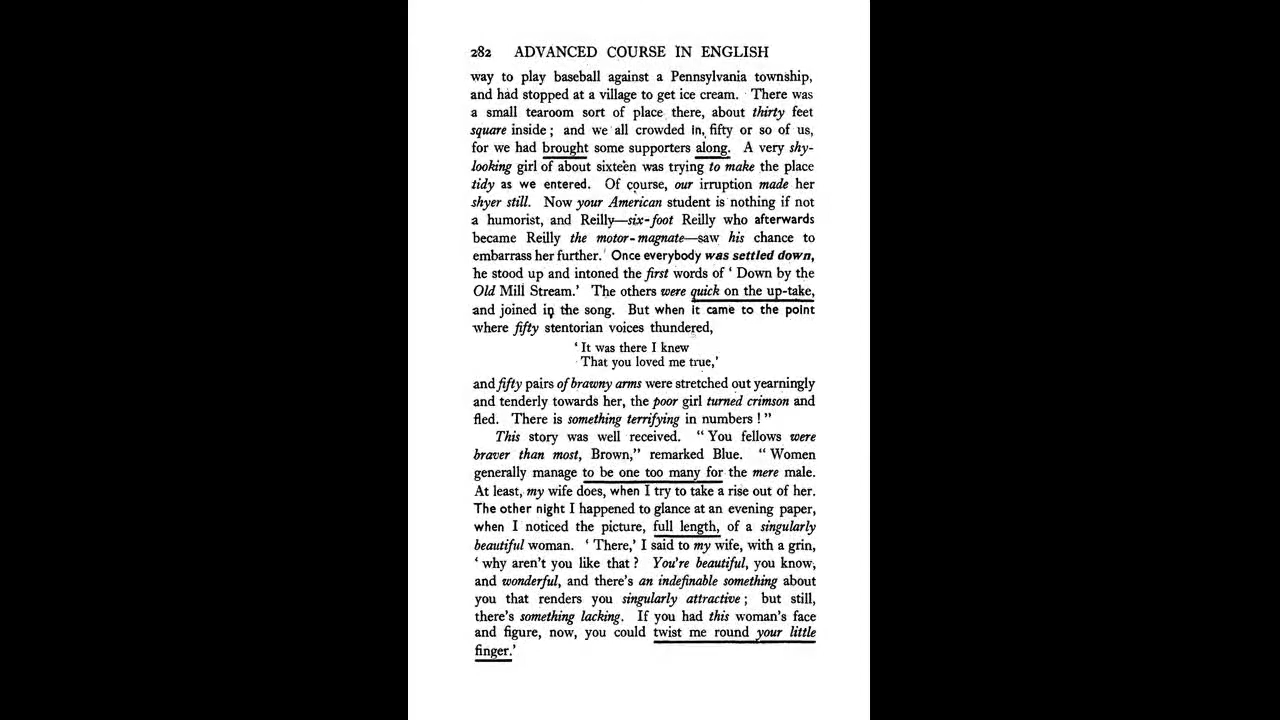 282 ADVANCED COURSE IN ENGLISH
way to play baseball against a Pennsylvania township,
and had stopped at a village to get ice cream. There was
a small tearoom sort of place there, about thirty feet
square inside ; and we all crowded in, fifty or so of us,
for we had brought some supporters along. A very shy-
looking girl of about sixteen was trying to make the place
tidy as we entered. Of course, our irruption made her
shyer still. Now your American student is nothing if not
a humorist, and Reilly—six-foot Reilly who afterwards
became Reilly the motor-magnate—saw his chance to
embarrass her further. Once everybody was settled down,
he stood up and intoned the first words of ‘ Down by the
Old Mill Stream.’ The others were quick on the up-take,
and joined in the song. But when it came to the point
where fifty stentorian voices thundered,
‘ It was there I knew
That you loved me true,’
and fifty pairs of brawny arms were stretched out yearningly
and tenderly towards her, the poor girl turned crimson and
fled. There is something terrifying in numbers ! ”
This story was well received. “ You fellows were
braver than most, Brown,” remarked Blue. “ Women
generally manage to be one too many for the mere male.
At least, my wife does, when I try to take a rise out of her.
The other night I happened to glance at an evening paper,
when I noticed the picture, full length, of a singularly
beautiful woman. ‘ There,’ I said to my wife, with a grin,
‘ why aren’t you like that ? You’re beautiful, you know,
and wonderful, and there’s an indefinable something about
you that renders you singularly attractive ; but still,
there’s something lacking. If you had this woman’s face
and figure, now, you could twist me round your little
finger.’